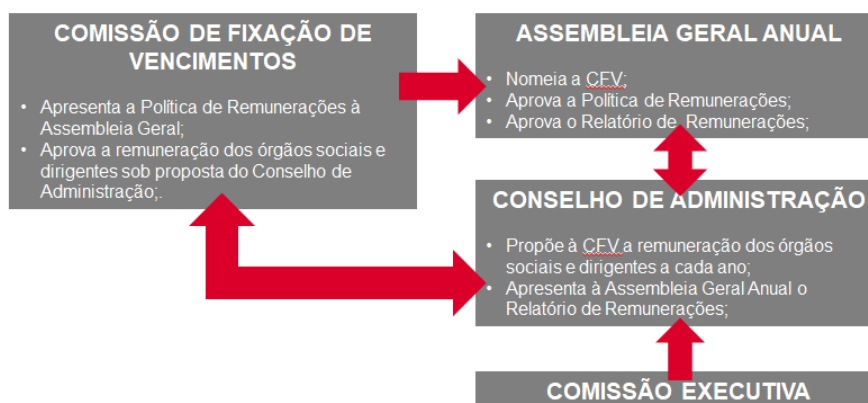 COMISSÃO DE FIXAÇÃO DE
VENCIMENTOS
• Apresenta a Política de Remunerações à
Assembleia Geral;
• Aprova a remuneração dos órgãos sociais e
dirigentes sob proposta do Conselho de
Administração;.
ASSEMBLEIA GERAL ANUAL
• Nomeia a CFV;
• Aprova a Política de Remunerações;
• Aprova o Relatório de Remunerações;
CONSELHO DE ADMINISTRAÇÃO
• Propõe à CFV a remuneração dos órgãos
sociais e dirigentes a cada ano;
• Apresenta à Assembleia Geral Anual o
Relatório de Remunerações;
COMISSÃO EXECUTIVA